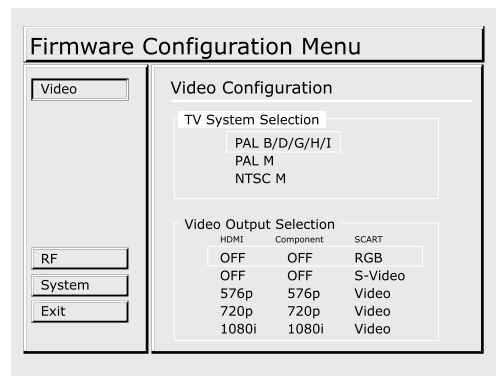 Firmware Configuration Menu
Video
RF
System
Exit
Video Configuration
TV System Selection
PAL B/D/G/H/I
PAL M
NTSC M
Video Output Selection
HDMI Component SCART
OFF OFF RGB
OFF OFF S-Video
576p 576p Video
720p 720p Video
1080i 1080i Video